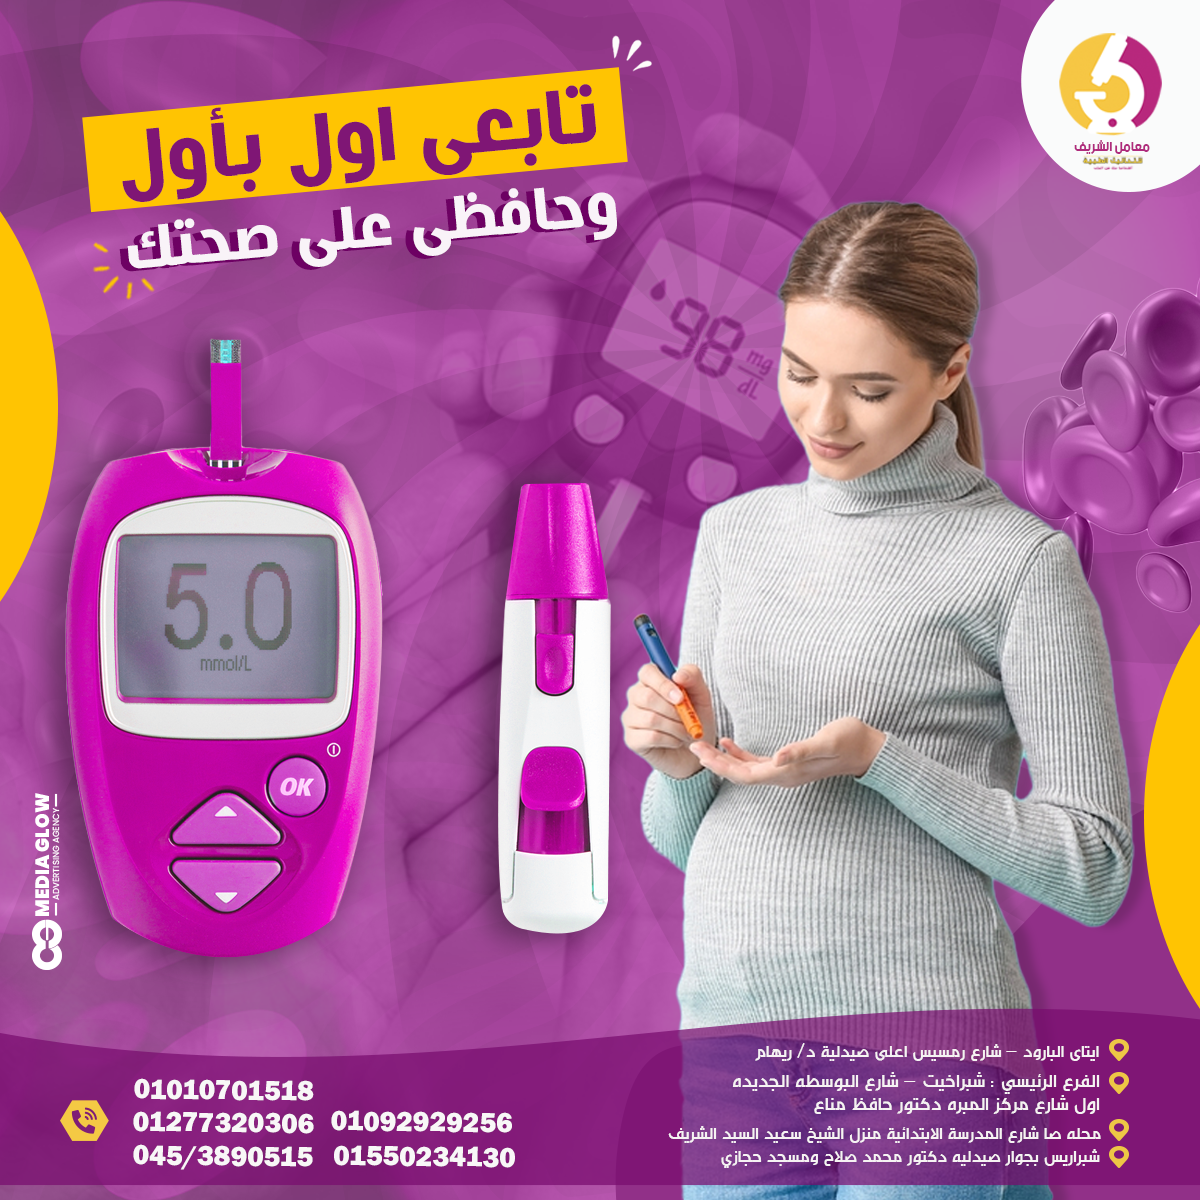 تابعى اول بأول
وحافظى على صحتك
معامل الشريف
للتحاليل الطبية
98
mg
dL
5.0
mmol/L
OK
MEDIA GLOW
ADVERTISING AGENCY
ايتاى البارود – شارع رمسيس اعلى صيدلية د/ ريهام
الفرع الرئيسي : شبراخيت – شارع البوسطه الجديده
اول شارع مركز المبره دكتور حافظ مناع
محله صا شارع المدرسة الابتدائية منزل الشيخ سعيد السيد الشريف
شبراريس بجوار صيدليه دكتور محمد صلاح ومسجد حجازي
01010701518
01277320306 01092929256
045/3890515 01550234130